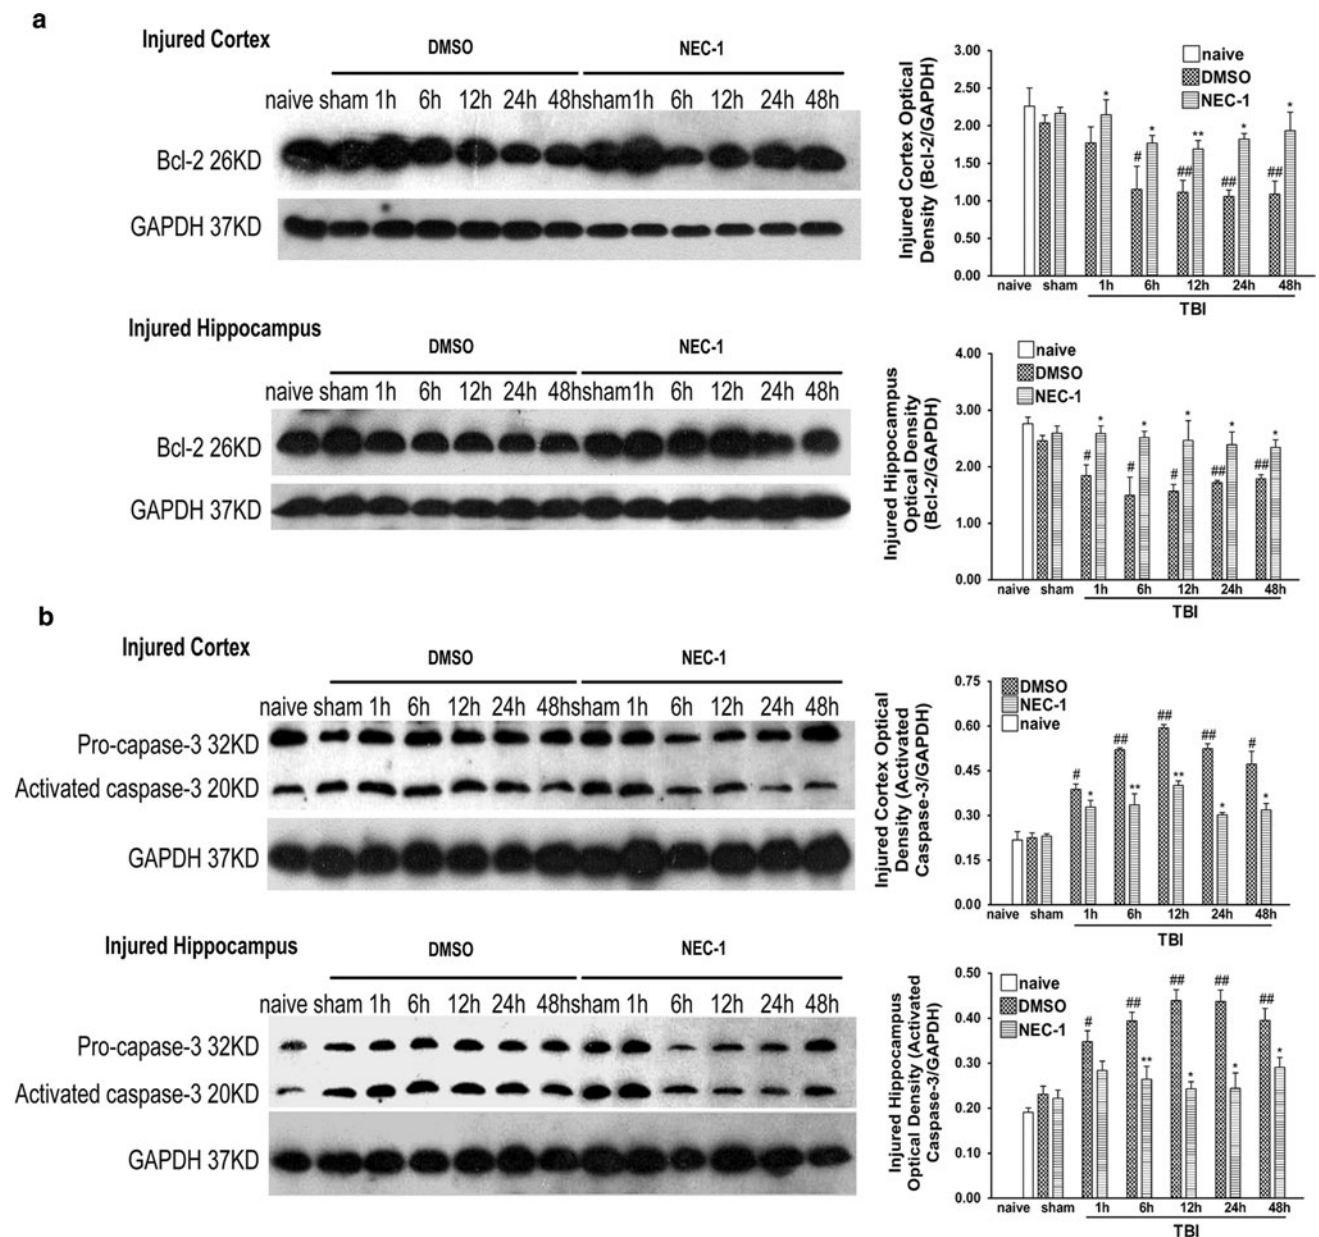 a
Injured Cortex
DMSO
NEC-1
naive sham 1h 6h 12h 24h 48hsham1h 6h 12h 24h 48h
Bcl-2 26KD
GAPDH 37KD
Injured Cortex Optical
Density (Bcl-2/GAPDH)
3.00
2.50
2.00
1.50
1.00
0.50
0.00
naive
DMSO
NEC-1
* # * ## ** ## * ## *
naive sham 1h 6h 12h 24h 48h
TBI
Injured Hippocampus
DMSO
NEC-1
naive sham 1h 6h 12h 24h 48hsham1h 6h 12h 24h 48h
Bcl-2 26KD
GAPDH 37KD
Injured Hippocampus
Optical Density
(Bcl-2/GAPDH)
4.00
3.00
2.00
1.00
0.00
naive
DMSO
NEC-1
# * # * # * ## * ## *
naive sham 1h 6h 12h 24h 48h
TBI
b
Injured Cortex
DMSO
NEC-1
naive sham 1h 6h 12h 24h 48hsham 1h 6h 12h 24h 48h
Pro-capase-3 32KD
Activated caspase-3 20KD
GAPDH 37KD
Injured Cortex Optical
Density (Activated
Caspase-3/GAPDH)
0.75
0.60
0.45
0.30
0.15
0.00
DMSO
NEC-1
naive
# * ## ** ## ** ## * # *
naive sham 1h 6h 12h 24h 48h
TBI
Injured Hippocampus
DMSO
NEC-1
naive sham 1h 6h 12h 24h 48hsham 1h 6h 12h 24h 48h
Pro-capase-3 32KD
Activated caspase-3 20KD
GAPDH 37KD
Injured Hippocampus
Optical Density (Activated
Caspase-3/GAPDH)
0.50
0.40
0.30
0.20
0.10
0.00
naive
DMSO
NEC-1
# ## ** ## * ## * ## *
naive sham 1h 6h 12h 24h 48h
TBI